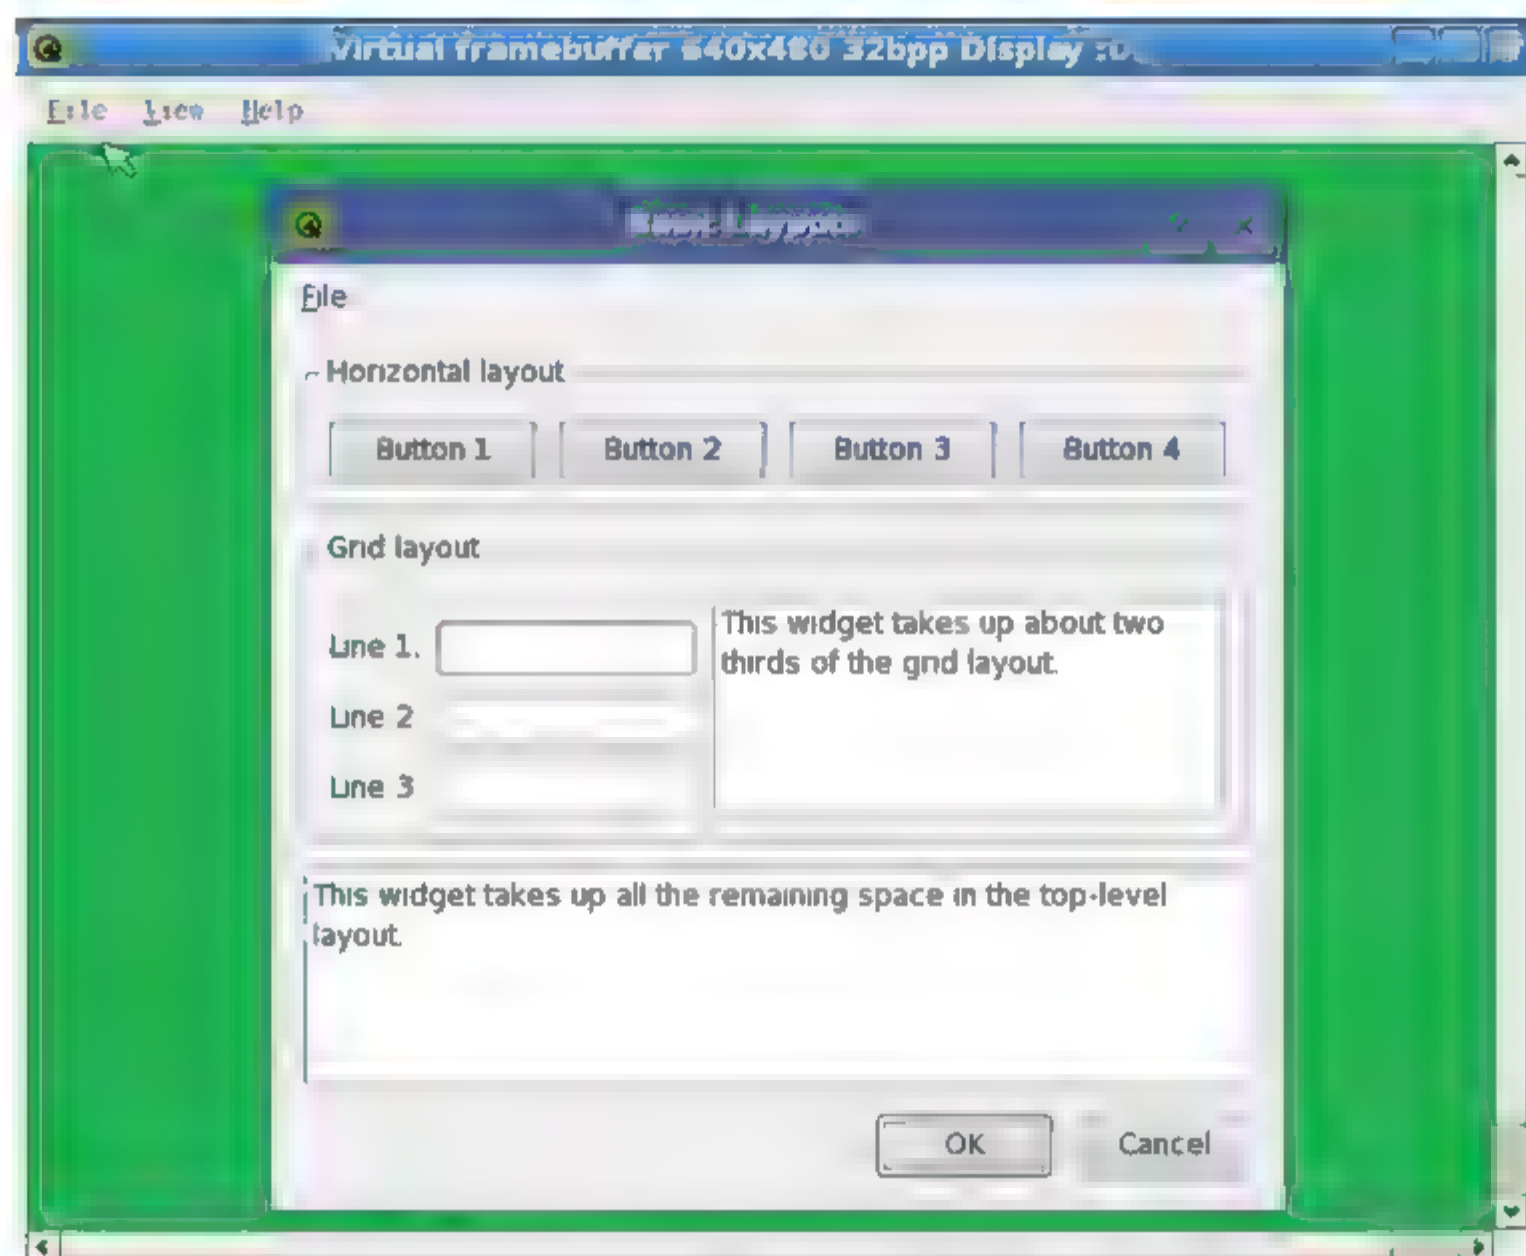 Virtual framebuffer 640x480 32bpp Display :0
File View Help
File
Horizontal layout
Button 1 Button 2 Button 3 Button 4
Grid layout
Line 1:
This widget takes up about two
thirds of the grid layout.
Line 2
Line 3
This widget takes up all the remaining space in the top-level
layout.
OK Cancel